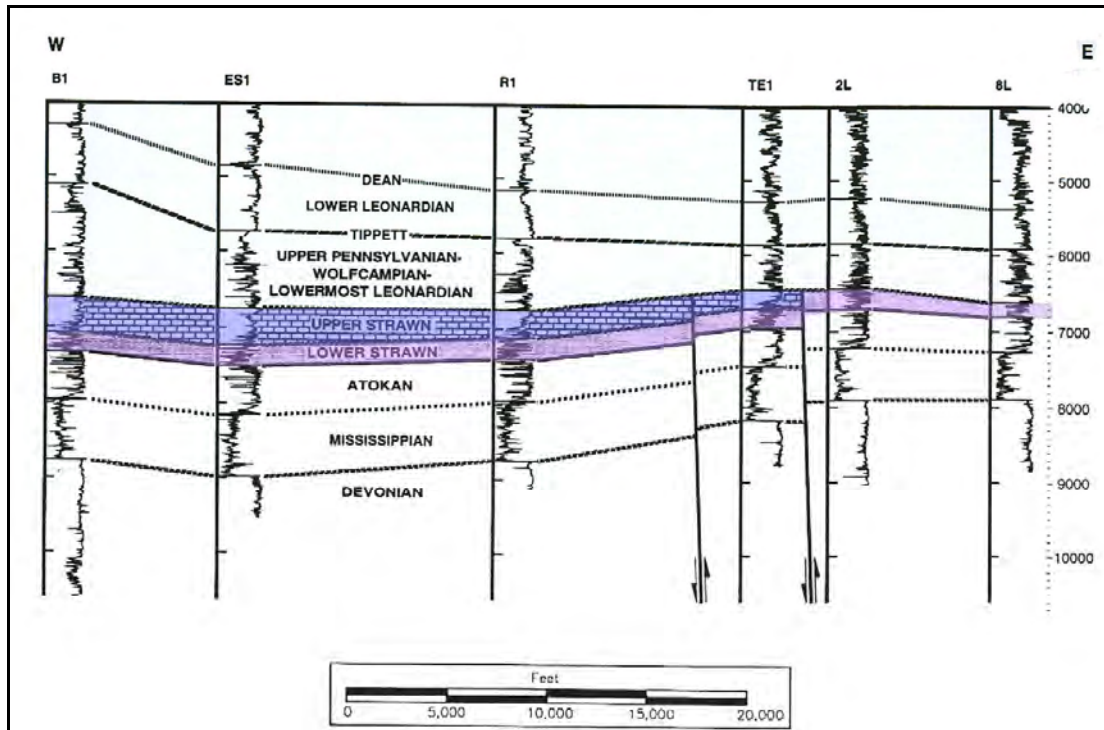 W
E
B1 ES1 R1 TE1 2L 8L
4000
DEAN
5000
LOWER LEONARDIAN
TIPPETT
UPPER PENNSYLVANIAN-
6000
WOLFCAMPIAN-
LOWERMOST LEONARDIAN
UPPER STRAWN
7000
LOWER STRAWN
ATOKAN
8000
MISSISSIPPIAN
DEVONIAN
9000
10000
Feet
0 5,000 10,000 15,000 20,000